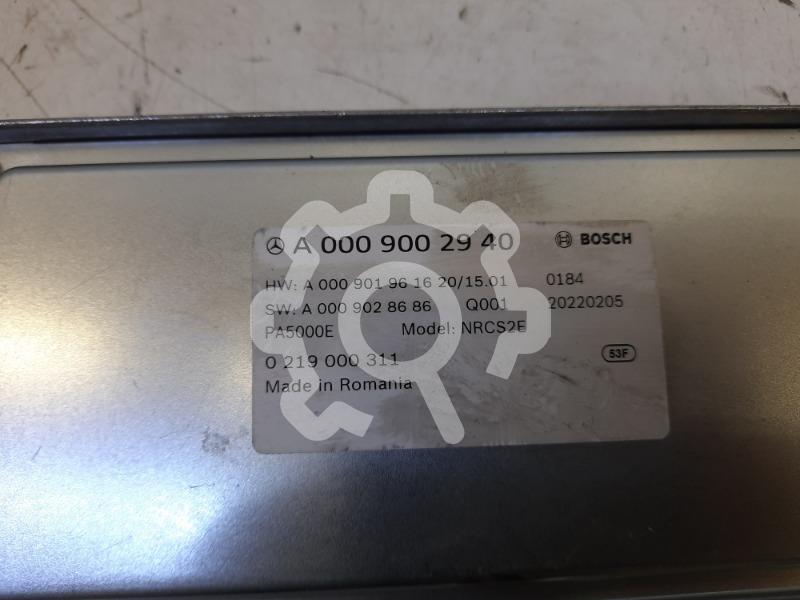 A 000 900 29 40 BOSCH
HW: A 000 901 96 16 20/15.01 0184
SW: A 000 902 86 86 Q001 20220205
PA5000E Model: NRCS2E
0 219 000 311 53F
Made in Romania